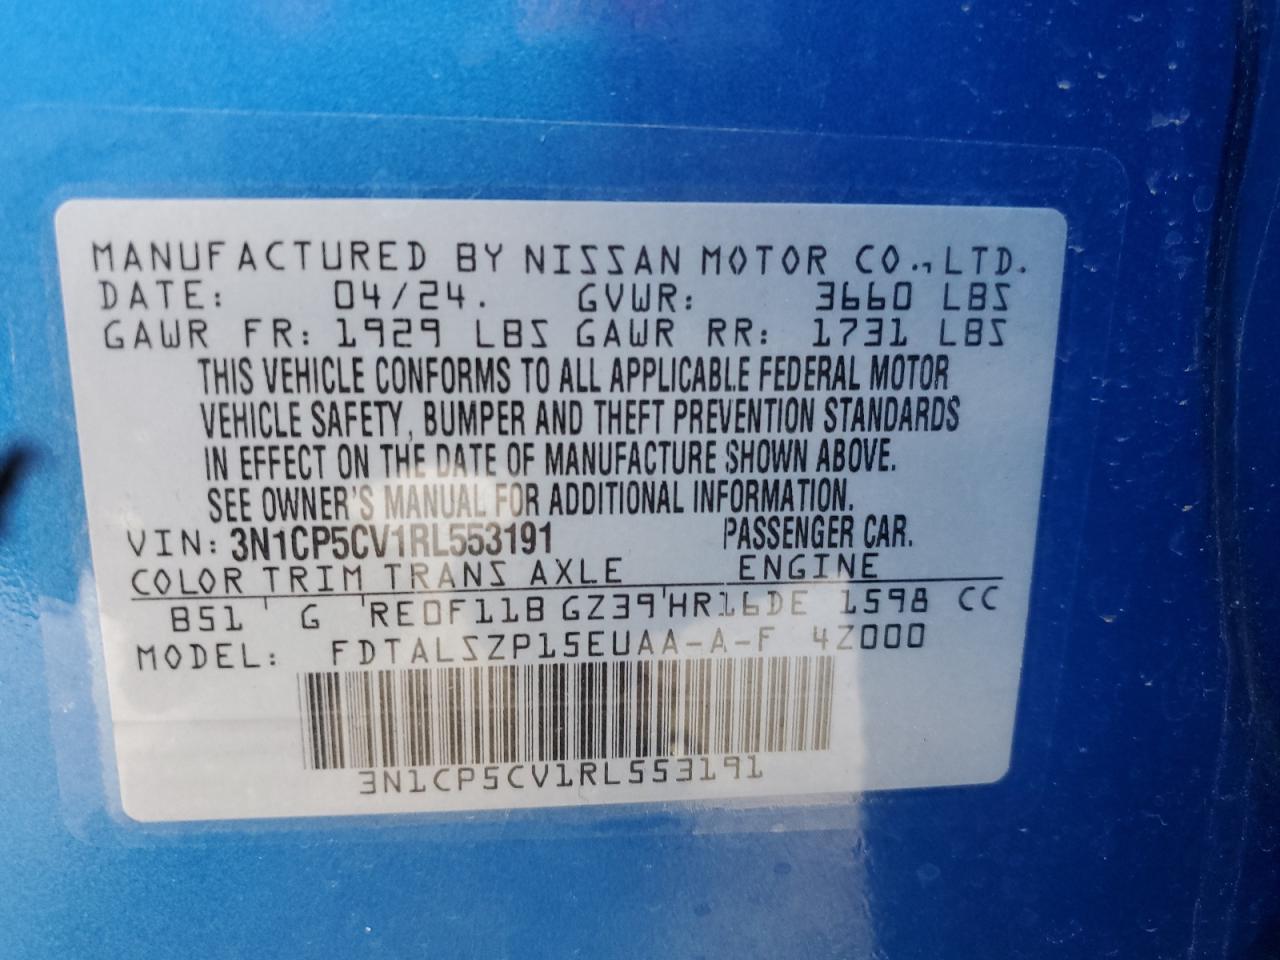 MANUFACTURED BY NISSAN MOTOR CO., LTD.
DATE: 04/24. GVWR: 3660 LBS
GAWR FR: 1929 LBS GAWR RR: 1731 LBS
THIS VEHICLE CONFORMS TO ALL APPLICABLE FEDERAL MOTOR
VEHICLE SAFETY, BUMPER AND THEFT PREVENTION STANDARDS
IN EFFECT ON THE DATE OF MANUFACTURE SHOWN ABOVE.
SEE OWNER'S MANUAL FOR ADDITIONAL INFORMATION.
VIN: 3N1CP5CV1RL553191 PASSENGER CAR.
COLOR TRIM TRANS AXLE ENGINE
B51 G RE0F11B GZ39 HR16DE 1598 CC
MODEL: FDTALSZP15EUAA-A-F 4Z000
3N1CP5CV1RL553191